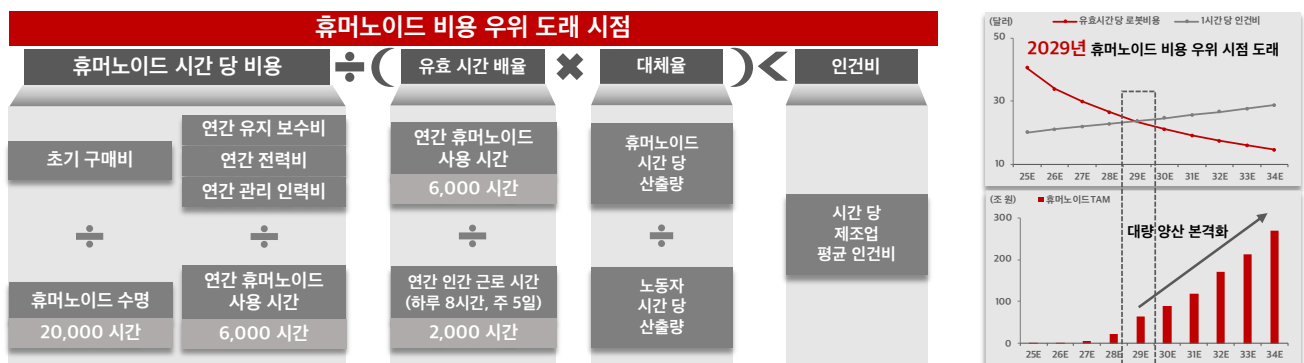 휴머노이드 비용 우위 도래 시점
휴머노이드 시간 당 비용 ÷ ( 유효 시간 배율 × 대체율 ) < 인건비
초기 구매비
÷
휴머노이드 수명
20,000 시간
연간 유지 보수비
연간 전력비
연간 관리 인력비
÷
연간 휴머노이드
사용 시간
6,000 시간
연간 휴머노이드
사용 시간
6,000 시간
÷
연간 인간 근로 시간
(하루 8시간, 주 5일)
2,000 시간
휴머노이드
시간 당
산출량
÷
노동자
시간 당
산출량
시간 당
제조업
평균 인건비
(달러)
유효시간당 로봇비용
1시간 당 인건비
2029년 휴머노이드 비용 우위 시점 도래
50
30
10
25E 26E 27E 28E 29E 30E 31E 32E 33E 34E
(조 원)
휴머노이드 TAM
대량 양산 본격화
300
200
100
0
25E 26E 27E 28E 29E 30E 31E 32E 33E 34E